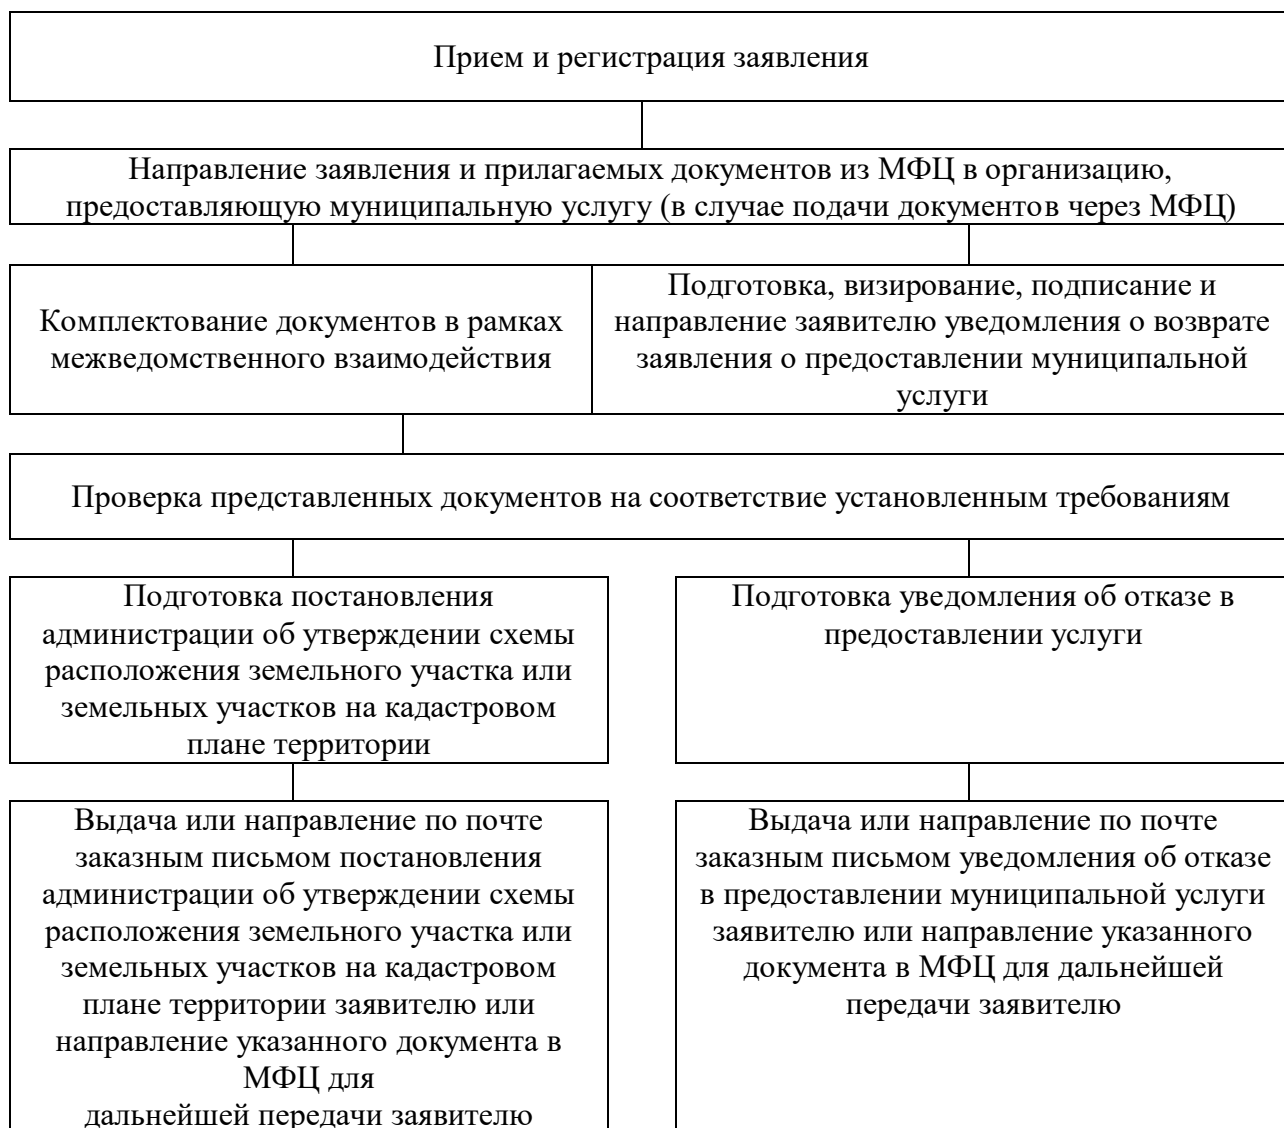 Прием и регистрация заявления
Направление заявления и прилагаемых документов из МФЦ в организацию,
предоставляющую муниципальную услугу (в случае подачи документов через МФЦ)
Комплектование документов в рамках
межведомственного взаимодействия
Подготовка, визирование, подписание и
направление заявителю уведомления о возврате
заявления о предоставлении муниципальной
услуги
Проверка представленных документов на соответствие установленным требованиям
Подготовка постановления
администрации об утверждении схемы
расположения земельного участка или
земельных участков на кадастровом
плане территории
Подготовка уведомления об отказе в
предоставлении услуги
Выдача или направление по почте
заказным письмом постановления
администрации об утверждении схемы
расположения земельного участка или
земельных участков на кадастровом
плане территории заявителю или
направление указанного документа в
МФЦ для
дальнейшей передачи заявителю
Выдача или направление по почте
заказным письмом уведомления об отказе
в предоставлении муниципальной услуги
заявителю или направление указанного
документа в МФЦ для дальнейшей
передачи заявителю